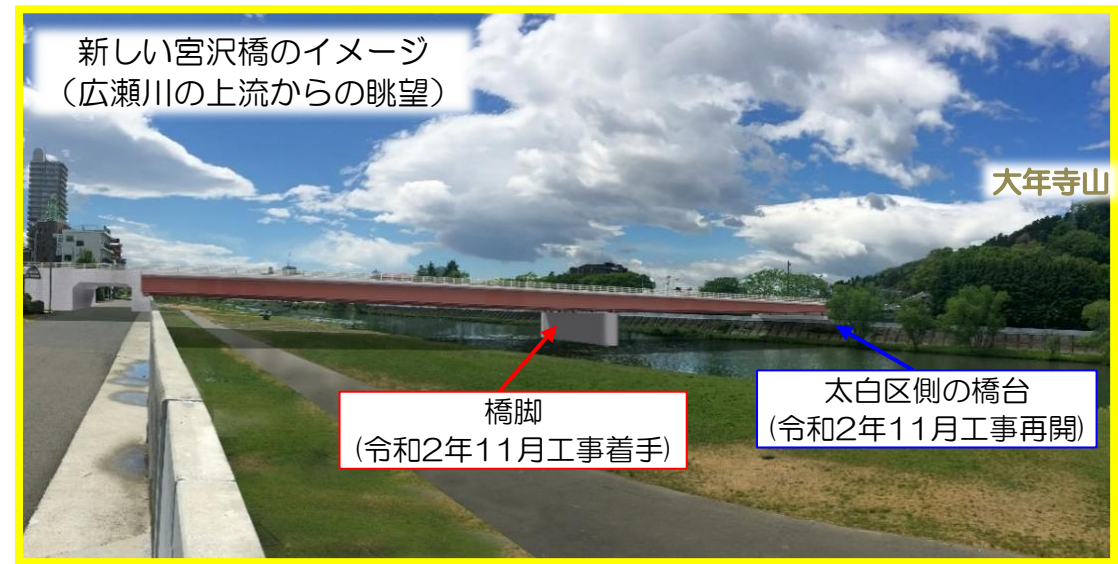 新しい宮沢橋のイメージ
（広瀬川の上流からの眺望）
大年寺山
橋脚
(令和2年11月工事着手)
太白区側の橋台
(令和2年11月工事再開)